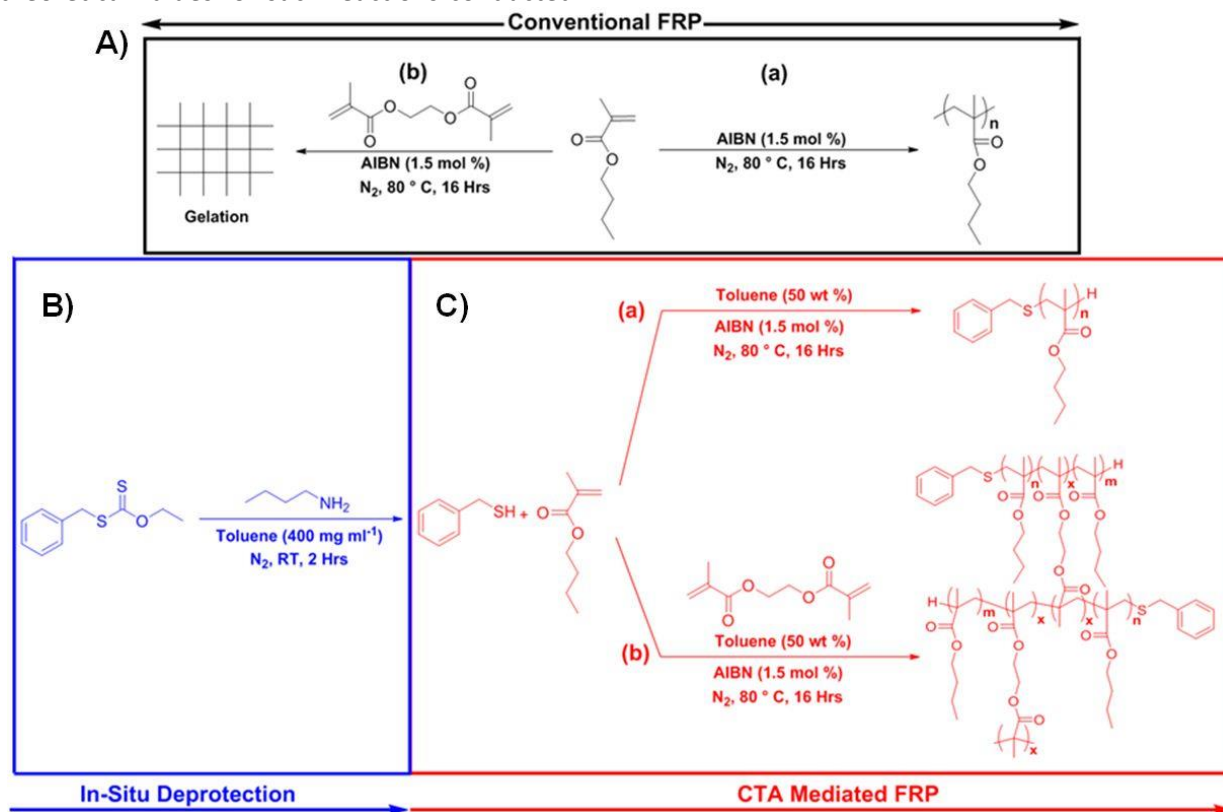 Conventional FRP
A)
(b)
(a)
AIBN (1.5 mol %)
N2, 80 ° C, 16 Hrs
Gelation
O
O
O
O
O
O
AIBN (1.5 mol %)
N2, 80 ° C, 16 Hrs
n
O
O
B)
S
S
O
NH2
Toluene (400 mg ml-1)
N2, RT, 2 Hrs
In-Situ Deprotection
C)
SH
+
O
O
(a)
Toluene (50 wt %)
AIBN (1.5 mol %)
N2, 80 ° C, 16 Hrs
S
n
H
O
O
O
O
O
O
(b)
Toluene (50 wt %)
AIBN (1.5 mol %)
N2, 80 ° C, 16 Hrs
S
n
x
m
H
O
O
O
O
O
O
O
O
H
m
x
x
n
S
O
O
O
O
O
O
O
O
x
CTA Mediated FRP